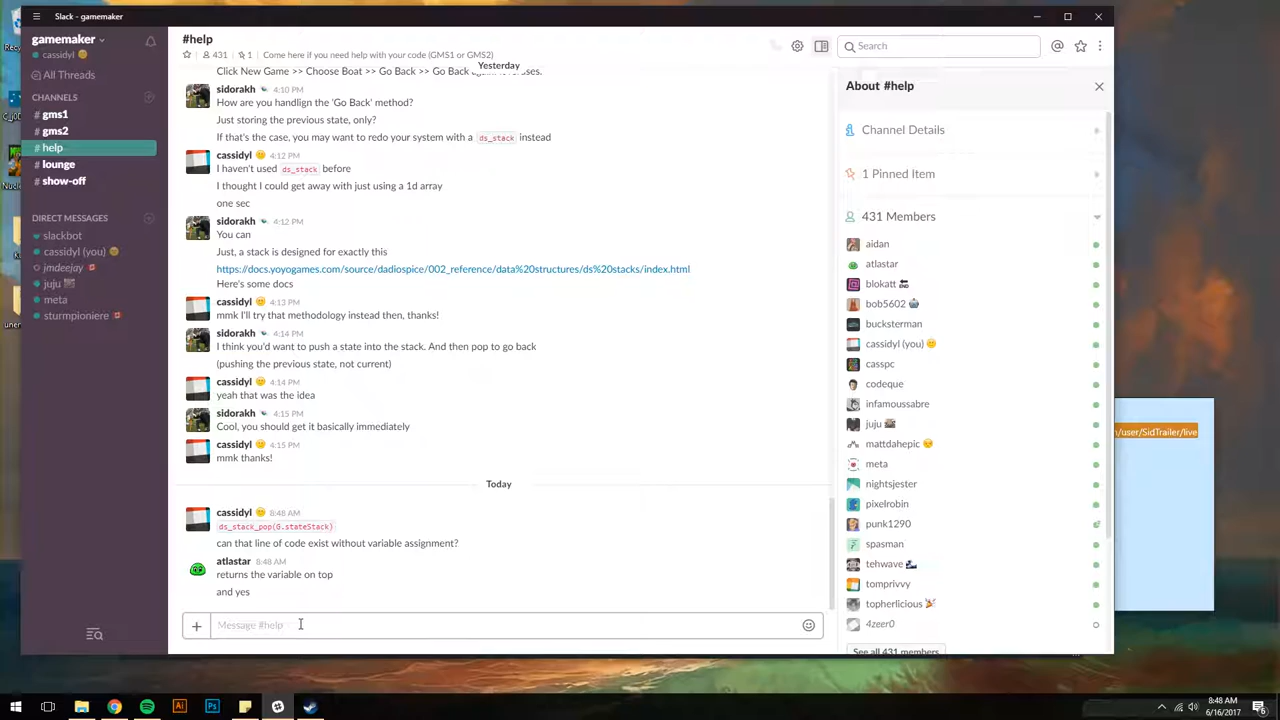 Slack - gamemaker
gamemaker
cassidyl
All Threads
CHANNELS
# gms1
# gms2
# help
# lounge
# show-off
DIRECT MESSAGES
slackbot
cassidyl (you)
jmdeejay
juju
meta
sturmpioniere
#help
431
1
Come here if you need help with your code (GMS1 or GMS2)
Search
Yesterday
Click New Game >> Choose Boat >> Go Back >> Go Back
sidorakh 4:10 PM
How are you handlign the 'Go Back' method?
Just storing the previous state, only?
If that's the case, you may want to redo your system with a ds_stack instead
cassidyl 4:12 PM
I haven't used ds_stack before
I thought I could get away with just using a 1d array
one sec
sidorakh 4:12 PM
You can
Just, a stack is designed for exactly this
https://docs.yoyogames.com/source/dadiospice/002_reference/data%20structures/ds%20stacks/index.html
Here's some docs
cassidyl 4:13 PM
mmk I'll try that methodology instead then, thanks!
sidorakh 4:14 PM
I think you'd want to push a state into the stack. And then pop to go back
(pushing the previous state, not current)
cassidyl 4:14 PM
yeah that was the idea
sidorakh 4:15 PM
Cool, you should get it basically immediately
cassidyl 4:15 PM
mmk thanks!
Today
cassidyl 8:48 AM
ds_stack_pop(G.stateStack)
can that line of code exist without variable assignment?
atlastar 8:48 AM
returns the variable on top
and yes
Message #help
About #help
Channel Details
1 Pinned Item
431 Members
aidan
atlastar
blokatt
bob5602
bucksterman
cassidyl (you)
casspc
codeque
infamoussabre
juju
mattdahepic
meta
nightsjester
pixelrobin
punk1290
spasman
tehwave
tomprivvy
topherlicious
4zeer0
See all 431 members
n/user/SidTrailer/live
8:48 AM
6/16/2017